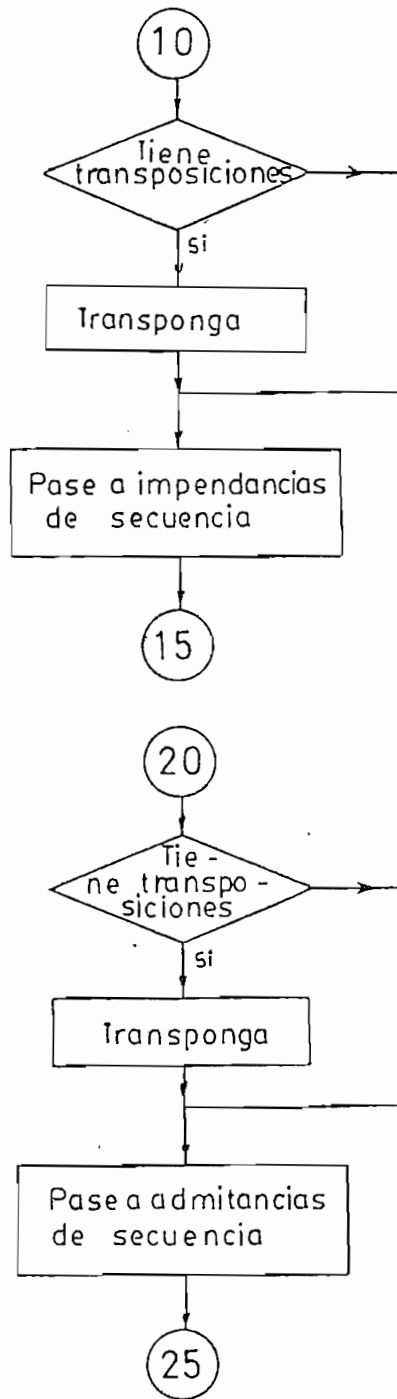 10
Tiene
transposiciones
si
Transponga
Pase a impendancias
de secuencia
15
20
Tie -
ne transpo -
siciones
si
Transponga
Pase a admitancias
de secuencia
25